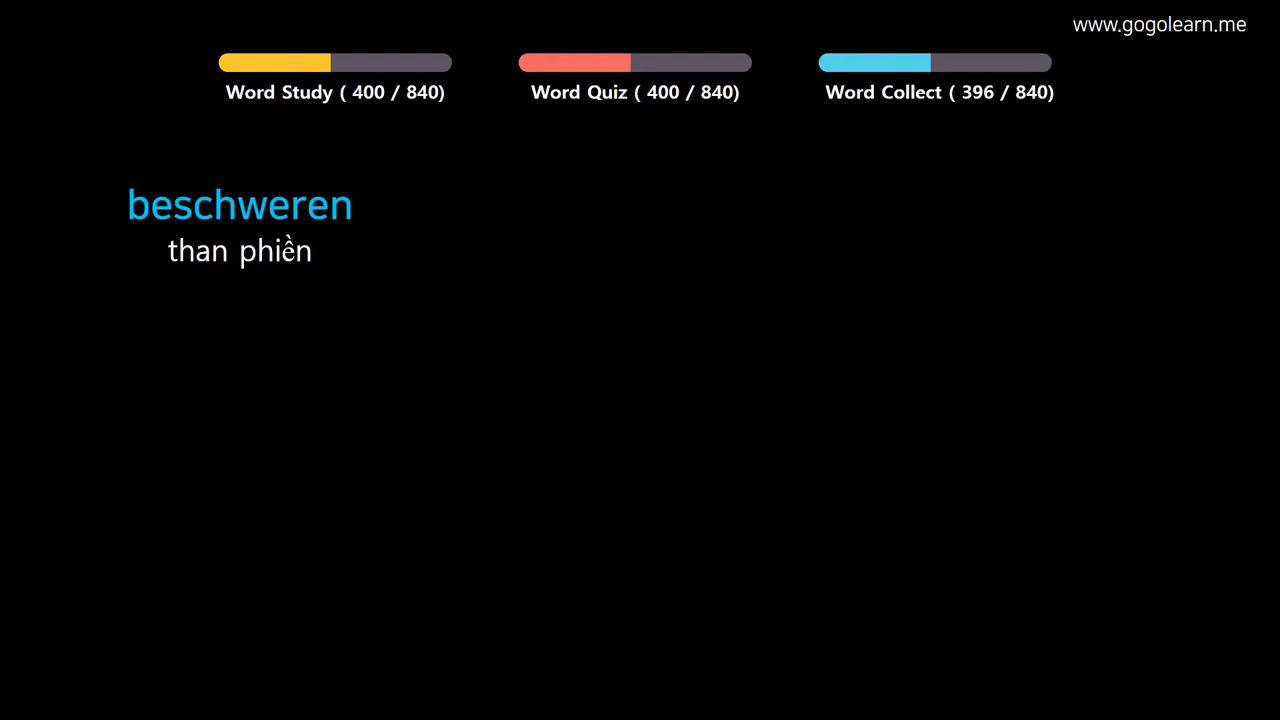 www.gogolearn.me
Word Study ( 400 / 840)
Word Quiz ( 400 / 840)
Word Collect ( 396 / 840)
beschweren
than phiền